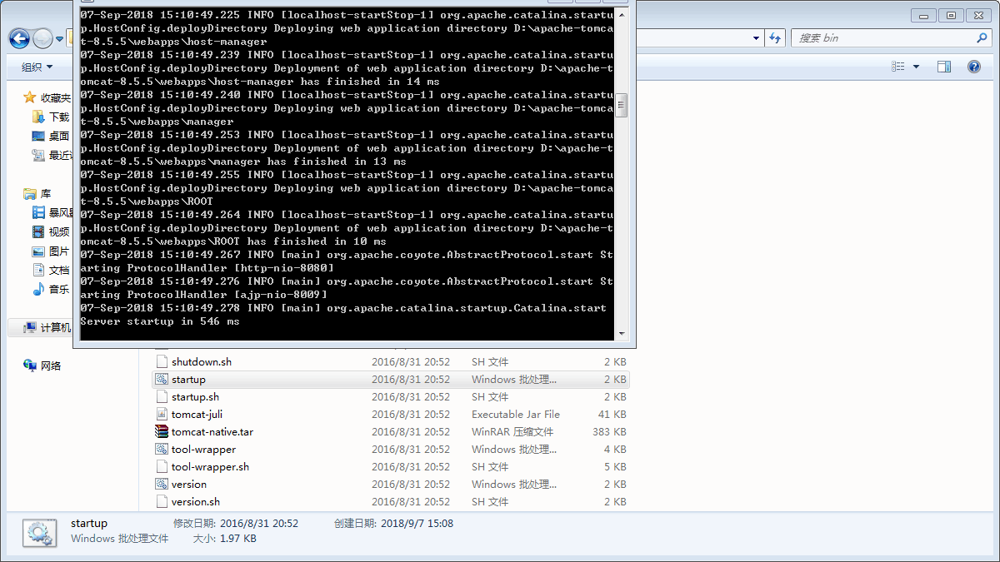 07-Sep-2018 15:10:49.225 INFO [localhost-startStop-1] org.apache.catalina.startu
p.HostConfig.deployDirectory Deploying web application directory D:\apache-tomca
t-8.5.5\webapps\host-manager
07-Sep-2018 15:10:49.239 INFO [localhost-startStop-1] org.apache.catalina.startu
p.HostConfig.deployDirectory Deployment of web application directory D:\apache-t
omcat-8.5.5\webapps\host-manager has finished in 14 ms
07-Sep-2018 15:10:49.240 INFO [localhost-startStop-1] org.apache.catalina.startu
p.HostConfig.deployDirectory Deploying web application directory D:\apache-tomca
t-8.5.5\webapps\manager
07-Sep-2018 15:10:49.253 INFO [localhost-startStop-1] org.apache.catalina.startu
p.HostConfig.deployDirectory Deployment of web application directory D:\apache-t
omcat-8.5.5\webapps\manager has finished in 13 ms
07-Sep-2018 15:10:49.255 INFO [localhost-startStop-1] org.apache.catalina.startu
p.HostConfig.deployDirectory Deploying web application directory D:\apache-tomca
t-8.5.5\webapps\ROOT
07-Sep-2018 15:10:49.264 INFO [localhost-startStop-1] org.apache.catalina.startu
p.HostConfig.deployDirectory Deployment of web application directory D:\apache-t
omcat-8.5.5\webapps\ROOT has finished in 10 ms
07-Sep-2018 15:10:49.267 INFO [main] org.apache.coyote.AbstractProtocol.start St
arting ProtocolHandler [http-nio-8080]
07-Sep-2018 15:10:49.276 INFO [main] org.apache.coyote.AbstractProtocol.start St
arting ProtocolHandler [ajp-nio-8009]
07-Sep-2018 15:10:49.278 INFO [main] org.apache.catalina.startup.Catalina.start
Server startup in 546 ms
搜索 bin
组织
收藏夹
下载
桌面
最近
库
暴风
视频
图片
文档
音乐
计算机
网络
shutdown.sh 2016/8/31 20:52 SH 文件 2 KB
startup 2016/8/31 20:52 Windows 批处理... 2 KB
startup.sh 2016/8/31 20:52 SH 文件 2 KB
tomcat-juli 2016/8/31 20:52 Executable Jar File 41 KB
tomcat-native.tar 2016/8/31 20:52 WinRAR 压缩文件 383 KB
tool-wrapper 2016/8/31 20:52 Windows 批处理... 4 KB
tool-wrapper.sh 2016/8/31 20:52 SH 文件 5 KB
version 2016/8/31 20:52 Windows 批处理... 2 KB
version.sh 2016/8/31 20:52 SH 文件 2 KB
startup 修改日期: 2016/8/31 20:52 创建日期: 2018/9/7 15:08
Windows 批处理文件 大小: 1.97 KB